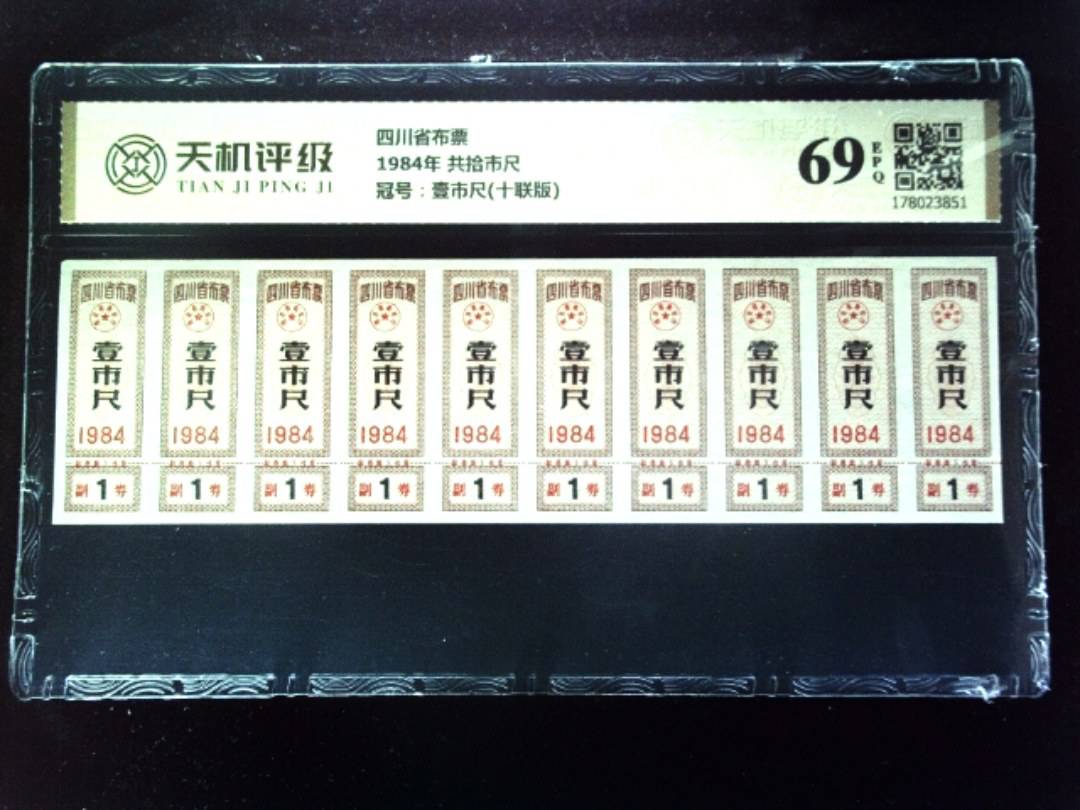 天机评级
TIAN JI PING JI
四川省布票
1984年 共拾市尺
冠号：壹市尺(十联版)
69
EPQ
178023851
四川省布票 四川省布票 四川省布票 四川省布票 四川省布票 四川省布票 四川省布票 四川省布票 四川省布票 四川省布票
壹市尺 壹市尺 壹市尺 壹市尺 壹市尺 壹市尺 壹市尺 壹市尺 壹市尺 壹市尺
1984 1984 1984 1984 1984 1984 1984 1984 1984 1984
副1券 副1券 副1券 副1券 副1券 副1券 副1券 副1券 副1券 副1券